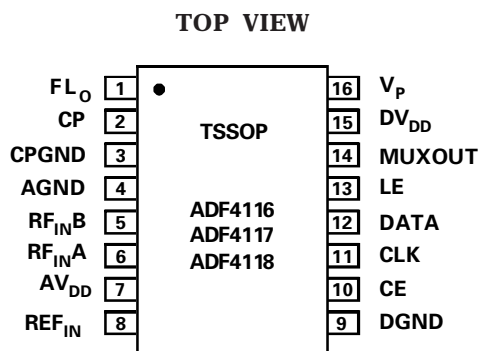 TOP VIEW
FLO 1 16 VP
CP 2 TSSOP 15 DVDD
CPGND 3 14 MUXOUT
AGND 4 13 LE
RFINB 5 ADF4116 12 DATA
RFINA 6 ADF4117 11 CLK
AVDD 7 ADF4118 10 CE
REFIN 8 9 DGND